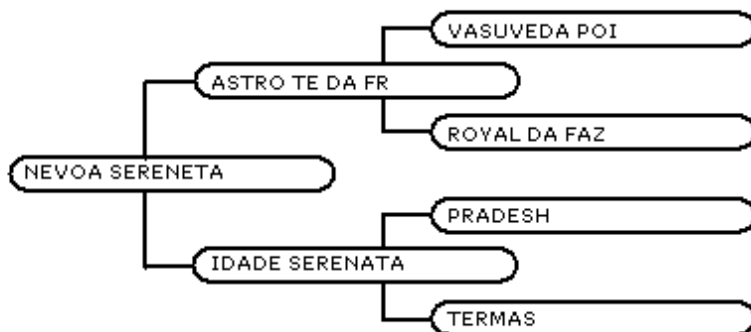 VASUVEDA POI
ASTRO TE DA FR
ROYAL DA FAZ
NEVOA SERENETA
PRADESH
IDADE SERENATA
TERMAS